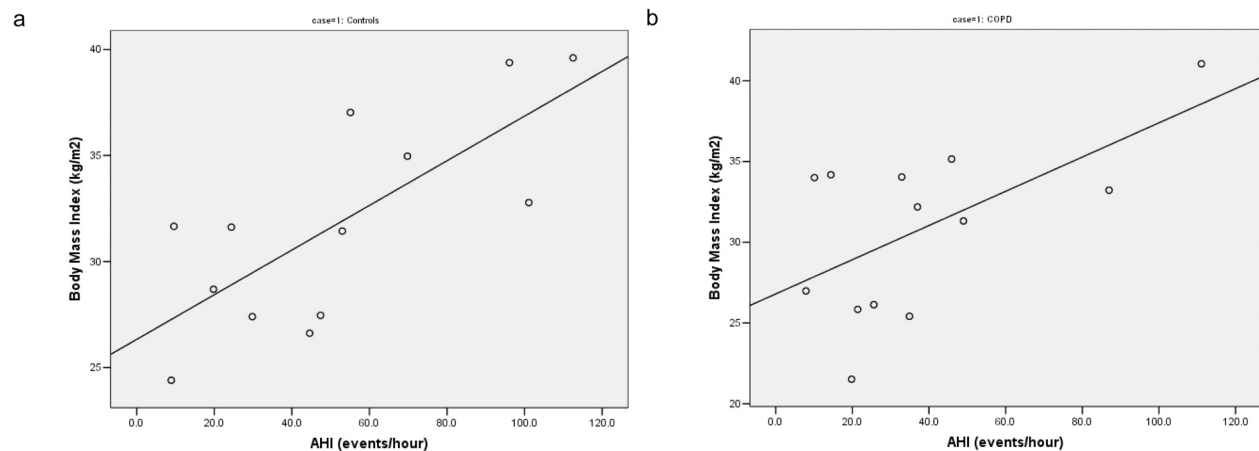 a
case=1: Controls
40
35
30
25
Body Mass Index (kg/m2)
0.0 20.0 40.0 60.0 80.0 100.0 120.0
AHI (events/hour)
b
case=1: COPD
40
35
30
25
20
Body Mass Index (kg/m2)
0.0 20.0 40.0 60.0 80.0 100.0 120.0
AHI (events/hour)